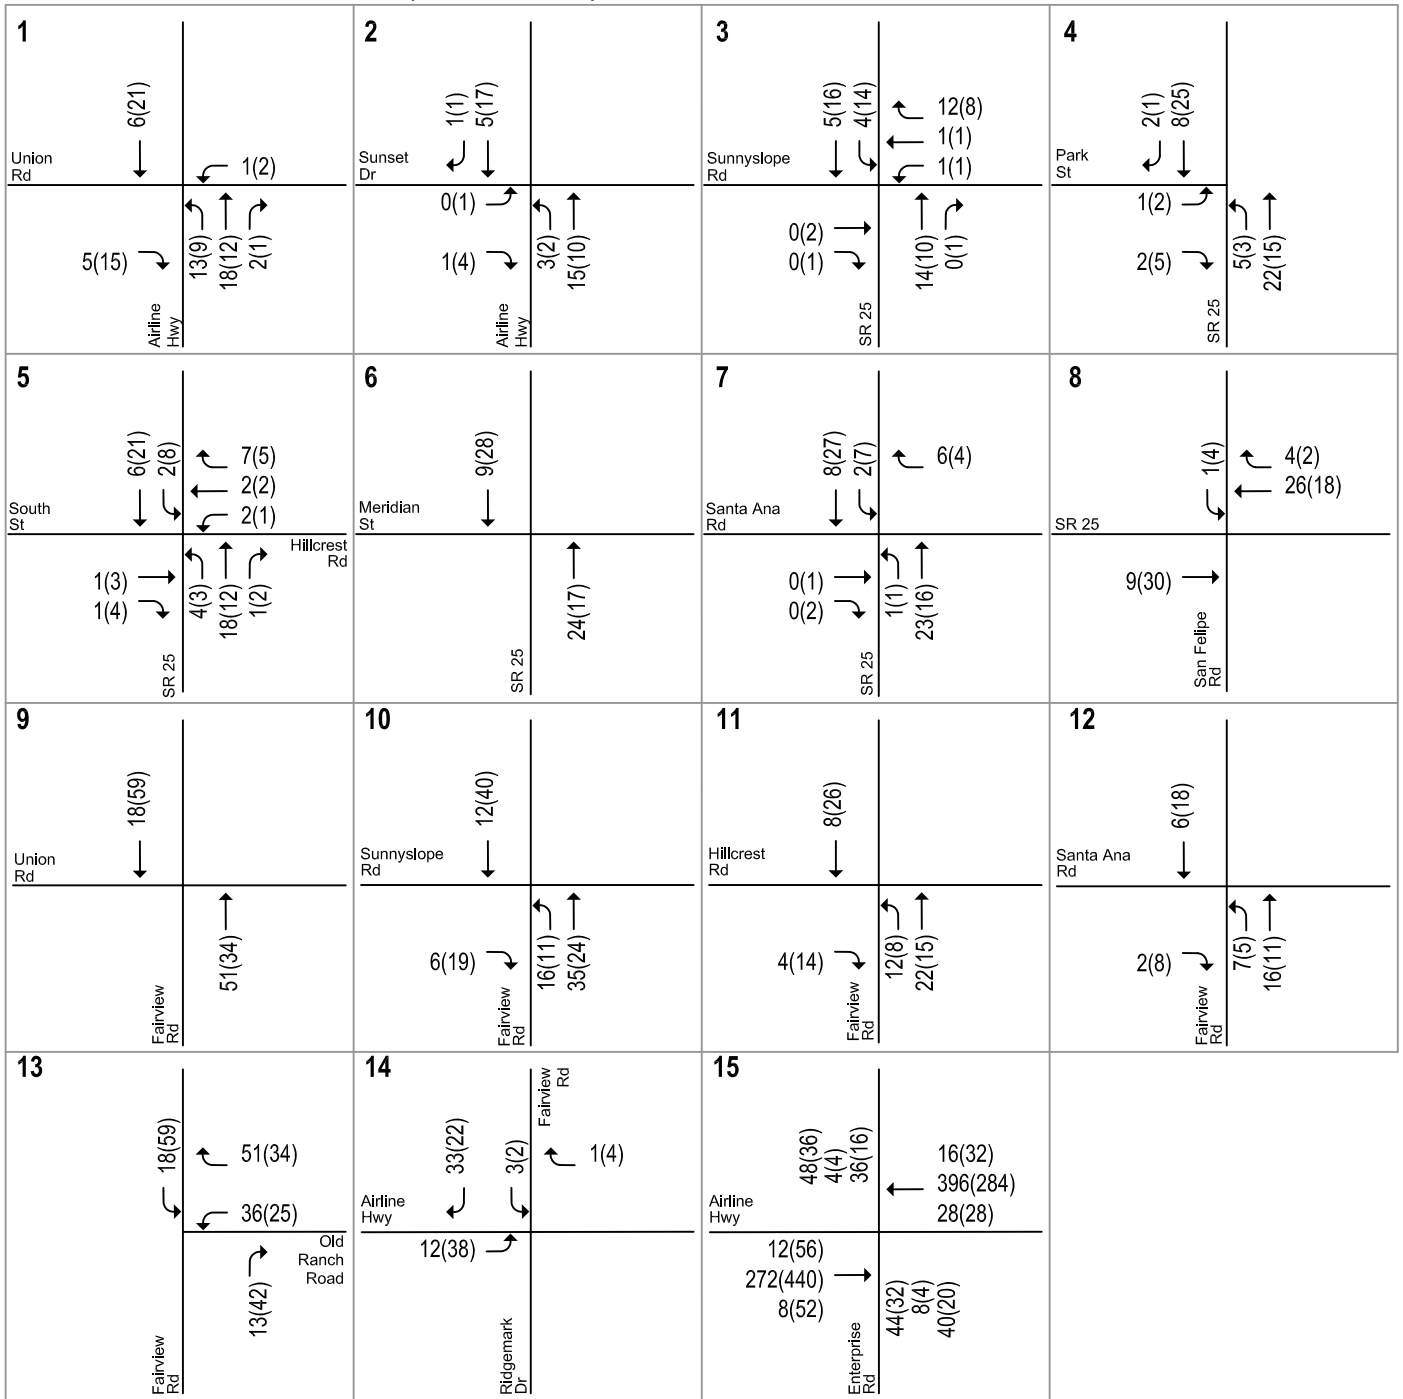 1
6(21)
Union
Rd
1(2)
5(15)
13(9)
18(12)
2(1)
Airline
Hwy
2
1(1)
5(17)
Sunset
Dr
0(1)
1(4)
3(2)
15(10)
Airline
Hwy
3
5(16)
4(14)
12(8)
1(1)
1(1)
Sunnyslope
Rd
0(2)
0(1)
14(10)
0(1)
SR 25
4
2(1)
8(25)
Park
St
1(2)
2(5)
5(3)
22(15)
SR 25
5
6(21)
2(8)
7(5)
2(2)
2(1)
South
St
Hillcrest
Rd
1(3)
1(4)
4(3)
18(12)
1(2)
SR 25
6
9(28)
Meridian
St
24(17)
SR 25
7
8(27)
2(7)
6(4)
Santa Ana
Rd
0(1)
0(2)
1(1)
23(16)
SR 25
8
1(4)
4(2)
26(18)
SR 25
9(30)
San Felipe
Rd
9
18(59)
Union
Rd
51(34)
Fairview
Rd
10
12(40)
Sunnyslope
Rd
6(19)
16(11)
35(24)
Fairview
Rd
11
8(26)
Hillcrest
Rd
4(14)
12(8)
22(15)
Fairview
Rd
12
6(18)
Santa Ana
Rd
2(8)
7(5)
16(11)
Fairview
Rd
13
18(59)
51(34)
36(25)
Old
Ranch
Road
13(42)
Fairview
Rd
14
Fairview
Rd
33(22)
3(2)
1(4)
Airline
Hwy
12(38)
Ridgemark
Dr
15
48(36)
4(4)
36(16)
16(32)
396(284)
28(28)
Airline
Hwy
12(56)
272(440)
8(52)
44(32)
8(4)
40(20)
Enterprise
Rd